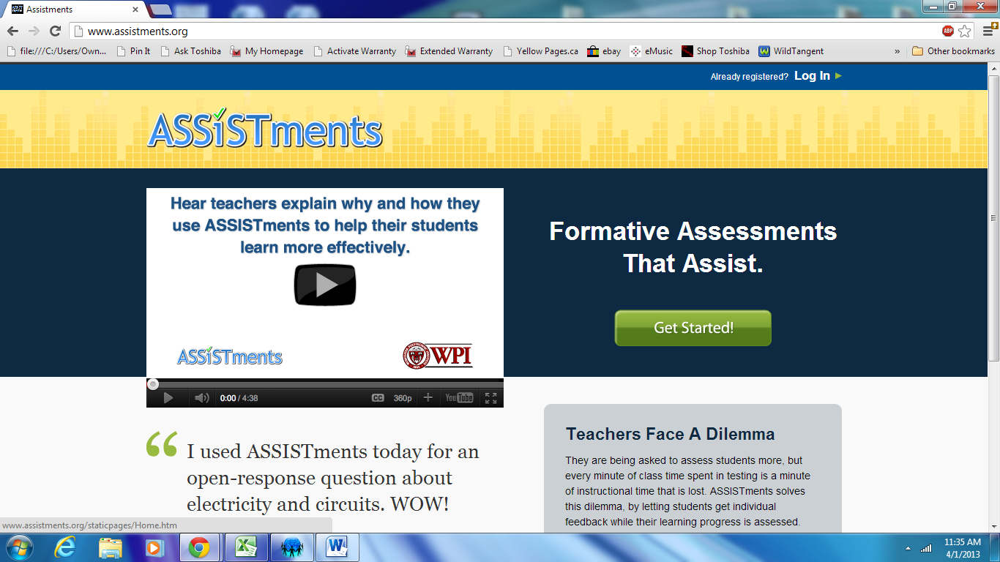 Assistments
www.assistments.org
ABP
file:///C:/Users/Own... Pin It Ask Toshiba My Homepage Activate Warranty Extended Warranty Yellow Pages.ca ebay eMusic Shop Toshiba WildTangent » Other bookmarks
Already registered? Log In
ASSiSTments
Hear teachers explain why and how they
use ASSISTments to help their students
learn more effectively.
ASSiSTments WPI
0:00 / 4:38 CC 360p YouTube
Formative Assessments
That Assist.
Get Started!
“ I used ASSISTments today for an
open-response question about
electricity and circuits. WOW!
Teachers Face A Dilemma
They are being asked to assess students more, but
every minute of class time spent in testing is a minute
of instructional time that is lost. ASSISTments solves
this dilemma, by letting students get individual
feedback while their learning progress is assessed.
www.assistments.org/staticpages/Home.htm
11:35 AM
4/1/2013